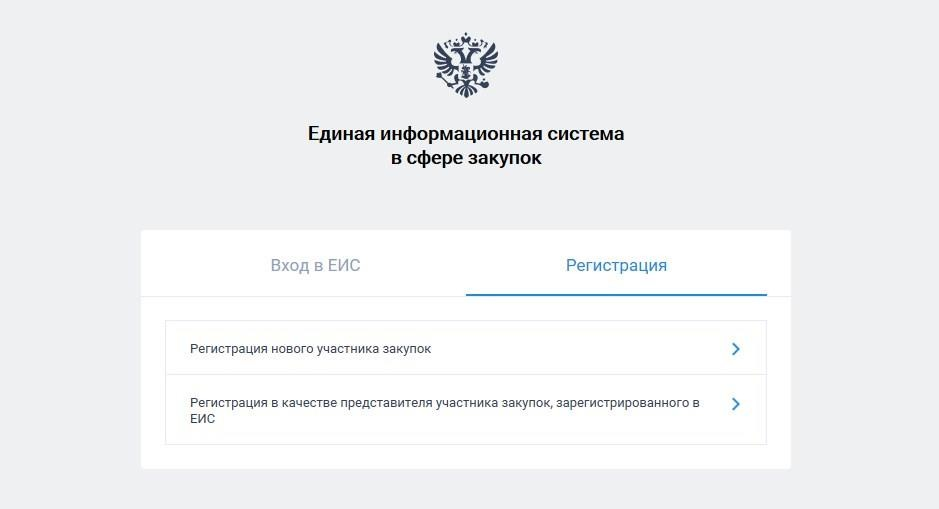 Единая информационная система
в сфере закупок
Вход в ЕИС
Регистрация
Регистрация нового участника закупок
Регистрация в качестве представителя участника закупок, зарегистрированного в
ЕИС